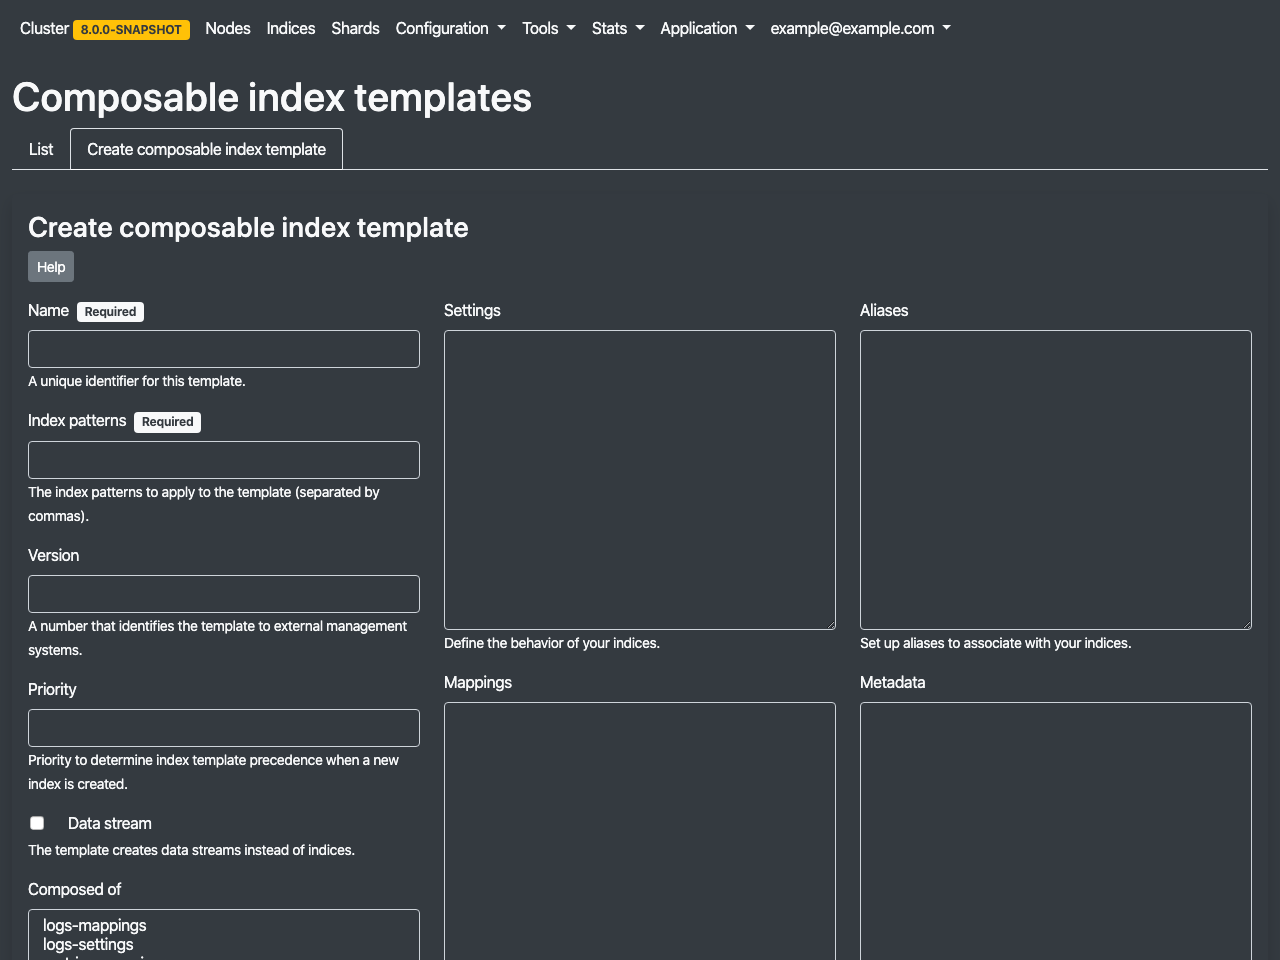 Cluster 8.0.0-SNAPSHOT Nodes Indices Shards Configuration Tools Stats Application example@example.com
Composable index templates
List Create composable index template
Create composable index template
Help
Name Required
A unique identifier for this template.
Index patterns Required
The index patterns to apply to the template (separated by
commas).
Version
A number that identifies the template to external management
systems.
Priority
Priority to determine index template precedence when a new
index is created.
Data stream
The template creates data streams instead of indices.
Composed of
logs-mappings
logs-settings
Settings
Define the behavior of your indices.
Mappings
Aliases
Set up aliases to associate with your indices.
Metadata